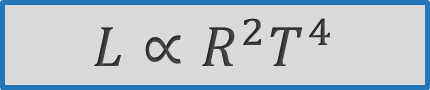 L ∝ R²T⁴